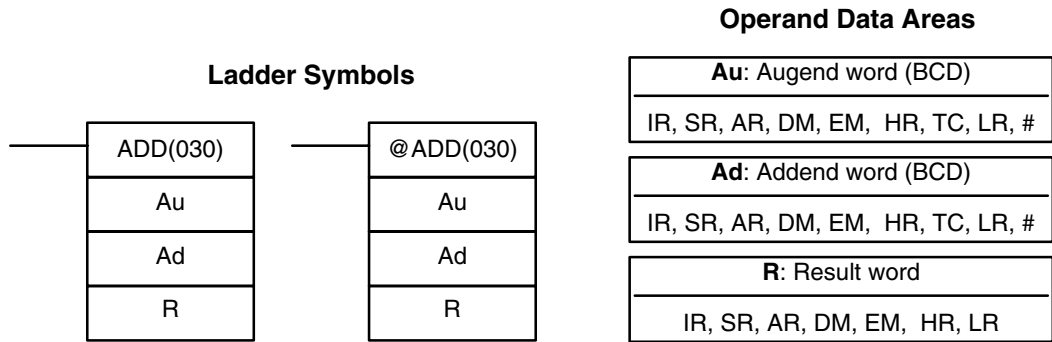 Ladder Symbols
ADD(030)
Au
Ad
R
@ADD(030)
Au
Ad
R
Operand Data Areas
Au: Augend word (BCD)
IR, SR, AR, DM, EM, HR, TC, LR, #
Ad: Addend word (BCD)
IR, SR, AR, DM, EM, HR, TC, LR, #
R: Result word
IR, SR, AR, DM, EM, HR, LR